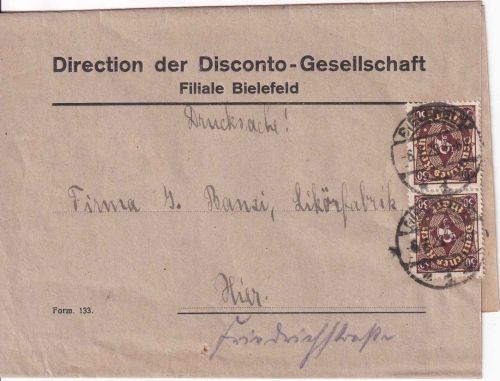 Direction der Disconto-Gesellschaft
Filiale Bielefeld
Drucksache!
Firma J. Bansi, Likörfabrik
Hier.
Friedrichstraße
Form. 133.